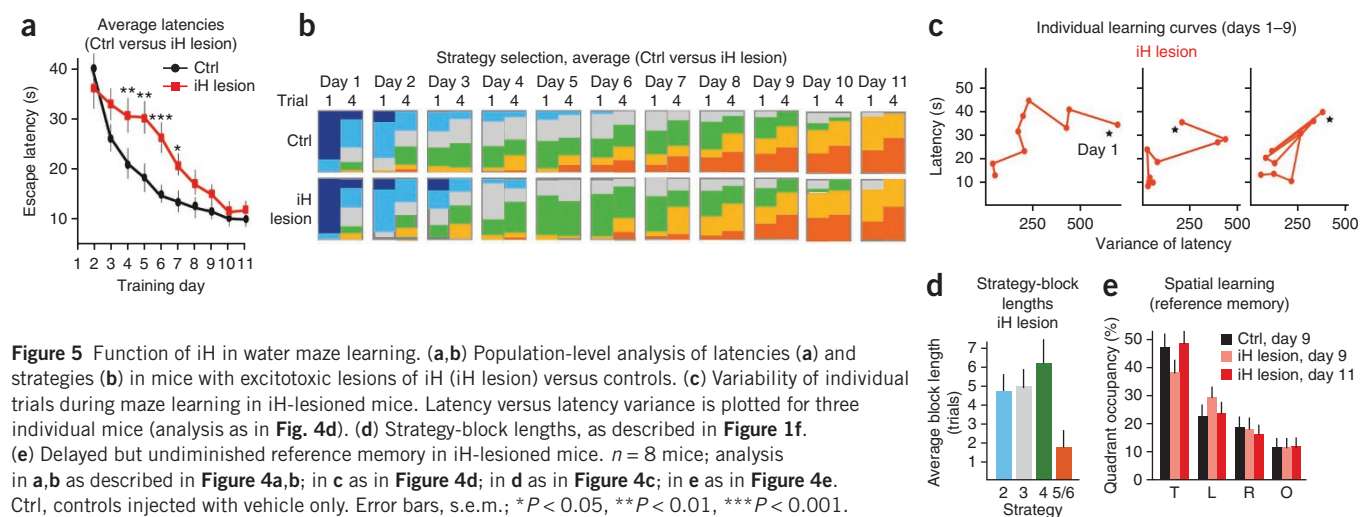 a
Average latencies
(Ctrl versus iH lesion)
Ctrl
iH lesion
** ** *** *
Escape latency (s)
40
30
20
10
1 2 3 4 5 6 7 8 9 10 11
Training day
b
Strategy selection, average (Ctrl versus iH lesion)
Day 1 Day 2 Day 3 Day 4 Day 5 Day 6 Day 7 Day 8 Day 9 Day 10 Day 11
Trial 1 4 1 4 1 4 1 4 1 4 1 4 1 4 1 4 1 4 1 4 1 4
Ctrl
iH
lesion
c
Individual learning curves (days 1–9)
iH lesion
Latency (s)
50
40
30
20
10
★
Day 1
★
★
250 500 250 500 250 500
Variance of latency
d
Strategy-block
lengths
iH lesion
Average block length
(trials)
7
6
5
4
3
2
1
2 3 4 5/6
Strategy
e
Spatial learning
(reference memory)
Quadrant occupancy (%)
50
40
30
20
10
Ctrl, day 9
iH lesion, day 9
iH lesion, day 11
T L R O
Figure 5 Function of iH in water maze learning. (a,b) Population-level analysis of latencies (a) and
strategies (b) in mice with excitotoxic lesions of iH (iH lesion) versus controls. (c) Variability of individual
trials during maze learning in iH-lesioned mice. Latency versus latency variance is plotted for three
individual mice (analysis as in Fig. 4d). (d) Strategy-block lengths, as described in Figure 1f.
(e) Delayed but undiminished reference memory in iH-lesioned mice. n = 8 mice; analysis
in a,b as described in Figure 4a,b; in c as in Figure 4d; in d as in Figure 4c; in e as in Figure 4e.
Ctrl, controls injected with vehicle only. Error bars, s.e.m.; *P < 0.05, **P < 0.01, ***P < 0.001.